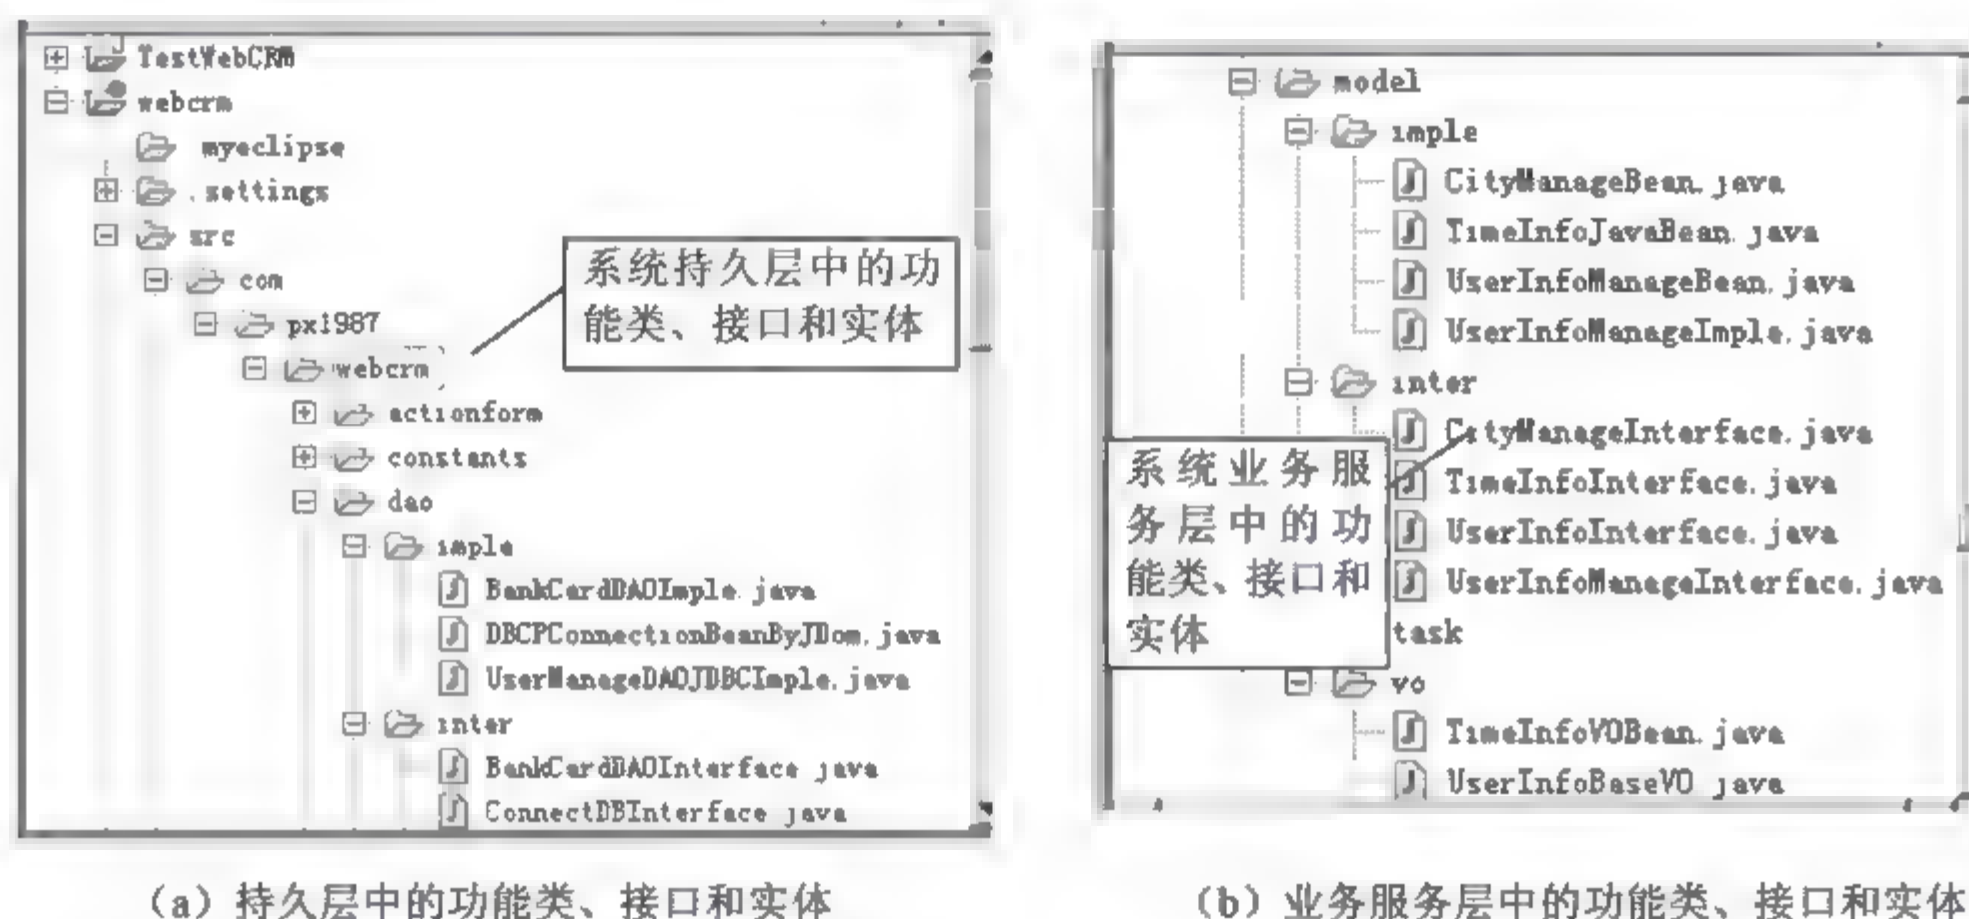 TestWebCRM
webcrm
myeclipse
.settings
src
com
px1987
webcrm
actionform
constants
dao
imple
BankCardDAOImple.java
DBCPConnectionBeanByJDom.java
UserManageDAOJDBCImple.java
inter
BankCardDAOInterface.java
ConnectDBInterface.java
系统持久层中的功
能类、接口和实体
(a) 持久层中的功能类、接口和实体
model
imple
CityManageBean.java
TimeInfoJavaBean.java
UserInfoManageBean.java
UserInfoManageImple.java
inter
CityManageInterface.java
TimeInfoInterface.java
UserInfoInterface.java
UserInfoManageInterface.java
task
vo
TimeInfoVOBean.java
UserInfoBaseVO.java
系统业务服
务层中的功
能类、接口和
实体
(b) 业务服务层中的功能类、接口和实体